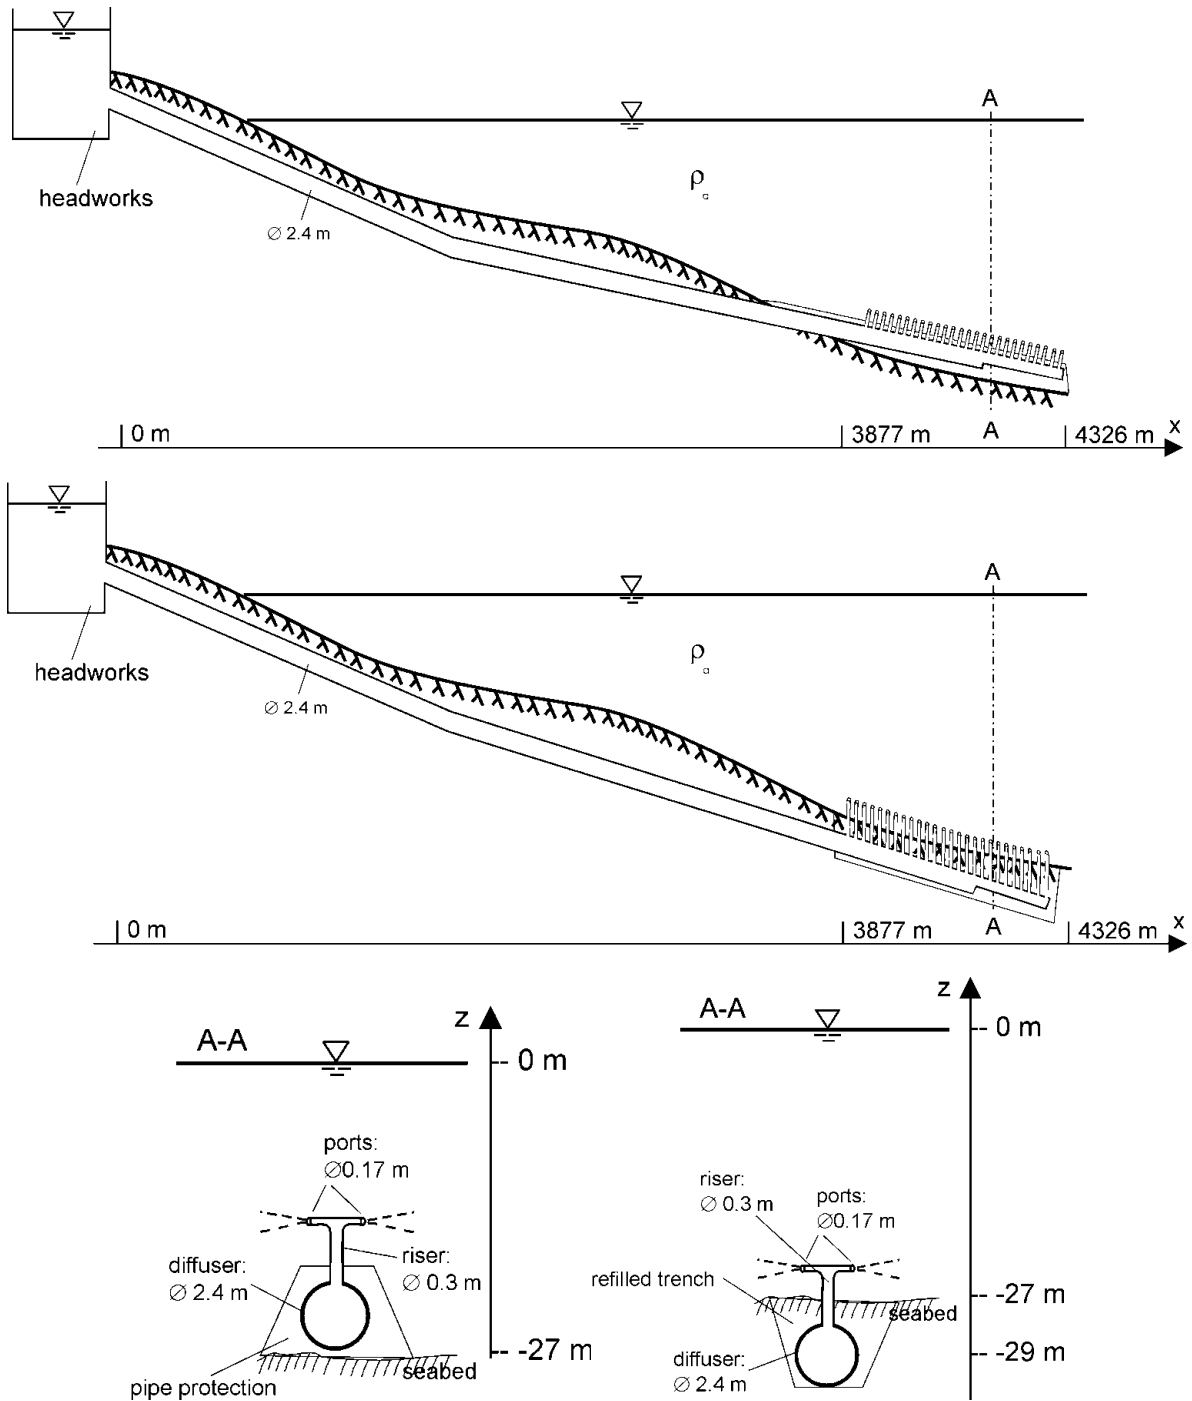 A
ρa
headworks
∅ 2.4 m
0 m
3877 m
A
4326 m
x
A
ρa
headworks
∅ 2.4 m
0 m
3877 m
A
4326 m
x
A-A
z
0 m
ports:
∅0.17 m
diffuser:
∅ 2.4 m
riser:
∅ 0.3 m
-27 m
seabed
pipe protection
A-A
z
0 m
riser:
∅ 0.3 m
ports:
∅0.17 m
refilled trench
-27 m
seabed
-29 m
diffuser:
∅ 2.4 m